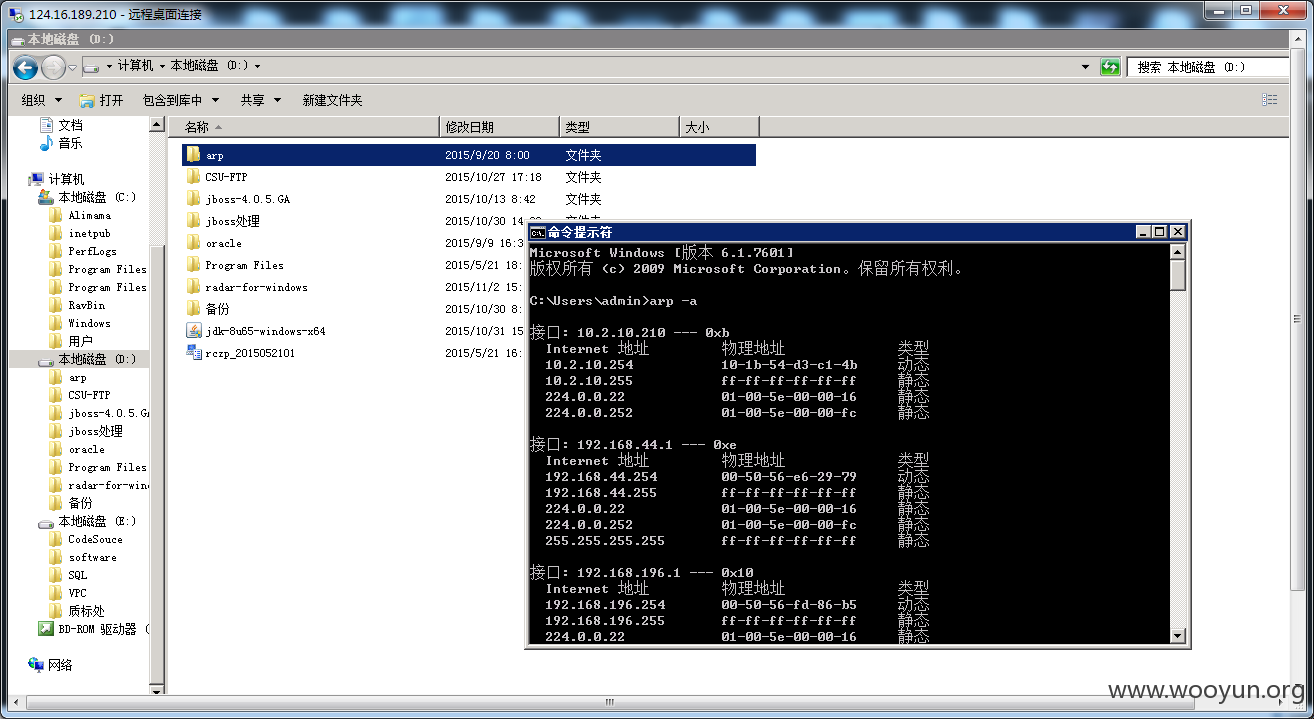 124.16.189.210 - 远程桌面连接
本地磁盘 (D:)
计算机 本地磁盘 (D:) 搜索 本地磁盘 (D:)
组织 打开 包含到库中 共享 新建文件夹
文档
音乐
计算机
本地磁盘 (C:)
Alimama
inetpub
PerfLogs
Program Files
Program Files
RavBin
Windows
用户
本地磁盘 (D:)
arp
CSU-FTP
jboss-4.0.5.GA
jboss处理
oracle
Program Files
radar-for-wind
备份
本地磁盘 (E:)
CodeSouce
software
SQL
VPC
质标处
BD-ROM 驱动器 (
网络
名称 修改日期 类型 大小
arp 2015/9/20 8:00 文件夹
CSU-FTP 2015/10/27 17:18 文件夹
jboss-4.0.5.GA 2015/10/13 8:42 文件夹
jboss处理 2015/10/30 14 文件夹
oracle 2015/9/9 16:3
Program Files 2015/5/21 18:
radar-for-windows 2015/11/2 15:
备份 2015/10/30 8:
jdk-8u65-windows-x64 2015/10/31 15
rczp_2015052101 2015/5/21 16:
命令提示符
Microsoft Windows [版本 6.1.7601]
版权所有 (c) 2009 Microsoft Corporation。保留所有权利。
C:\Users\admin>arp -a
接口: 10.2.10.210 --- 0xb
Internet 地址 物理地址 类型
10.2.10.254 10-1b-54-d3-c1-4b 动态
10.2.10.255 ff-ff-ff-ff-ff-ff 静态
224.0.0.22 01-00-5e-00-00-16 静态
224.0.0.252 01-00-5e-00-00-fc 静态
接口: 192.168.44.1 --- 0xe
Internet 地址 物理地址 类型
192.168.44.254 00-50-56-e6-29-79 动态
192.168.44.255 ff-ff-ff-ff-ff-ff 静态
224.0.0.22 01-00-5e-00-00-16 静态
224.0.0.252 01-00-5e-00-00-fc 静态
255.255.255.255 ff-ff-ff-ff-ff-ff 静态
接口: 192.168.196.1 --- 0x10
Internet 地址 物理地址 类型
192.168.196.254 00-50-56-fd-86-b5 动态
192.168.196.255 ff-ff-ff-ff-ff-ff 静态
224.0.0.22 01-00-5e-00-00-16 静态
www.wooyun.org